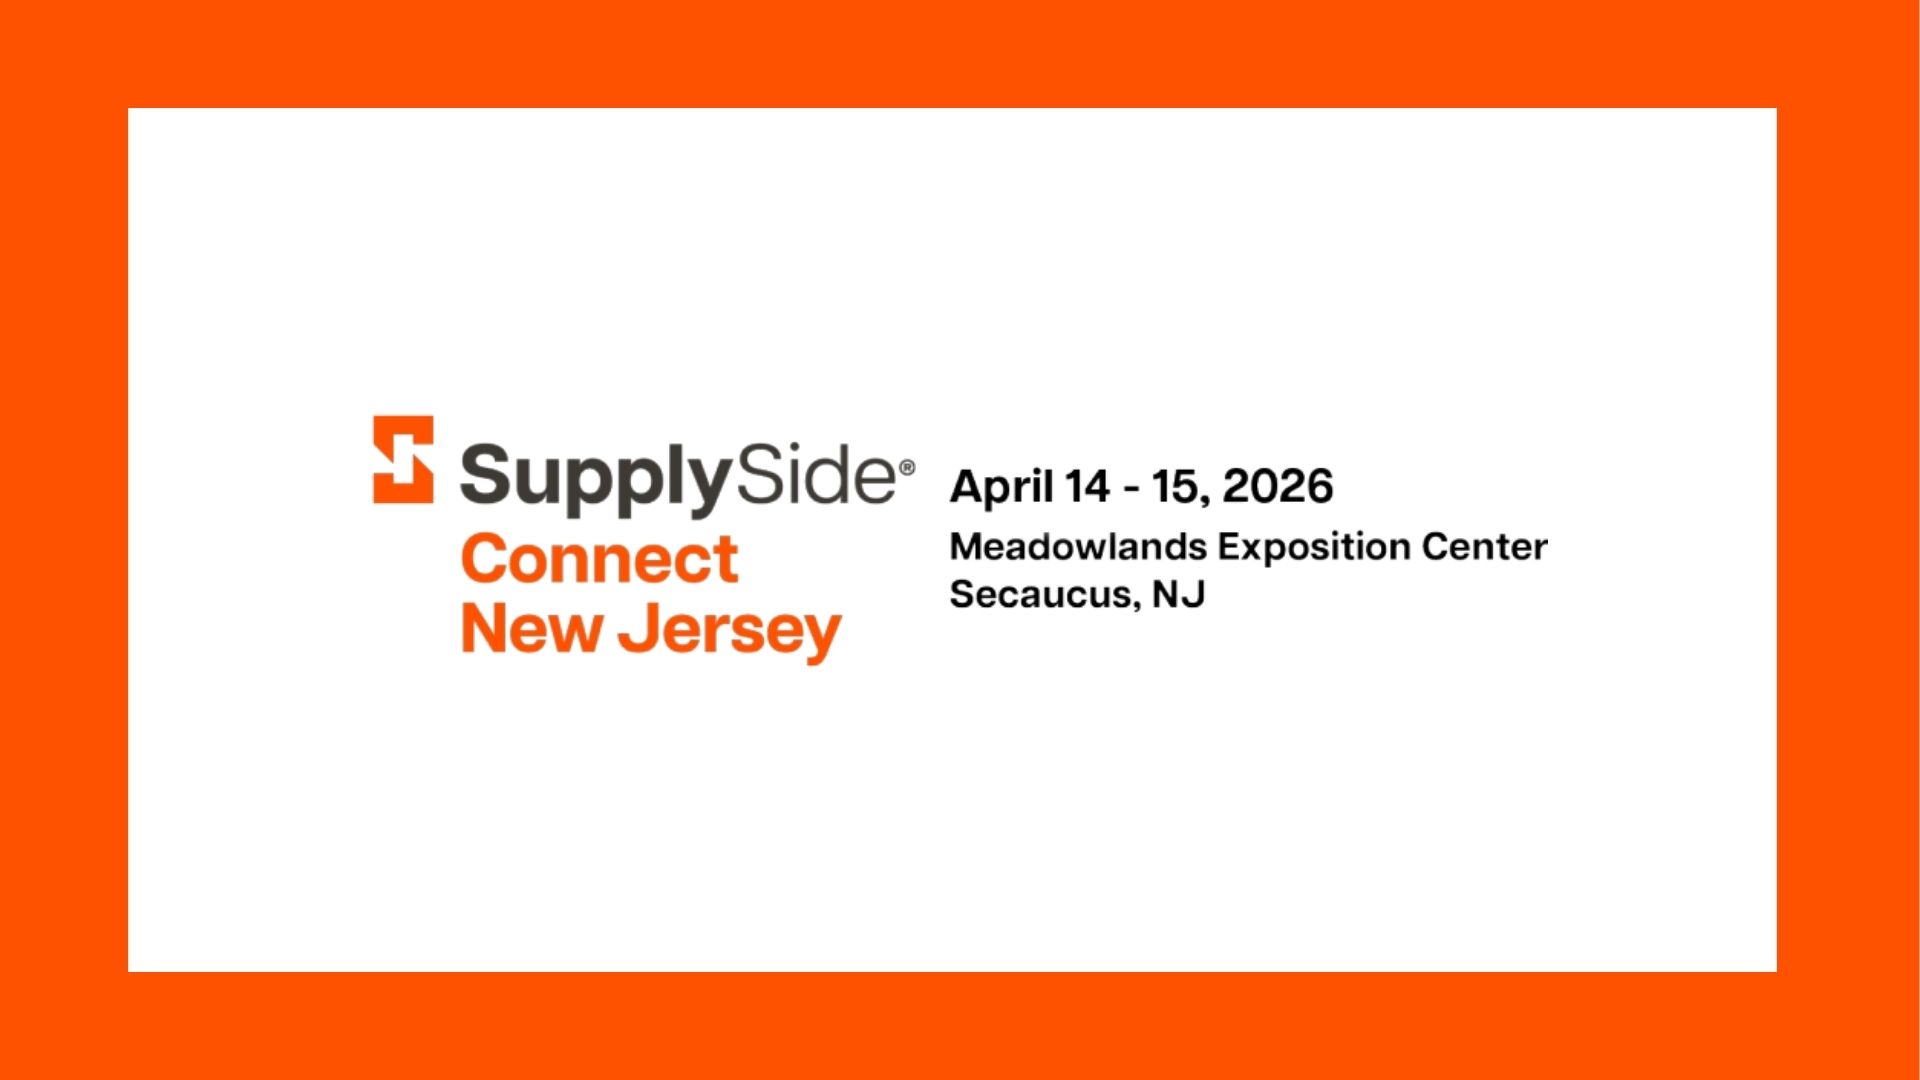 SupplySide®
Connect
New Jersey
April 14 - 15, 2026
Meadowlands Exposition Center
Secaucus, NJ